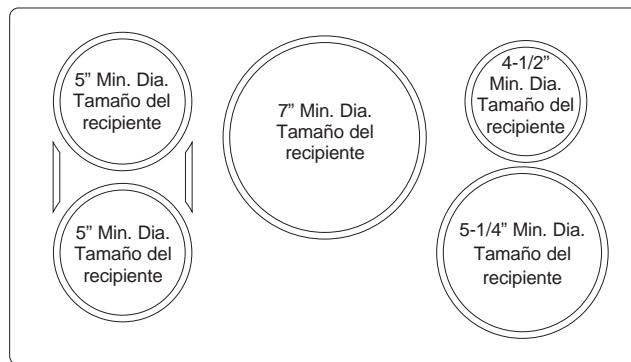 5” Min. Dia.
Tamaño del
recipiente
5” Min. Dia.
Tamaño del
recipiente
7” Min. Dia.
Tamaño del
recipiente
4-1/2”
Min. Dia.
Tamaño del
recipiente
5-1/4” Min. Dia.
Tamaño del
recipiente